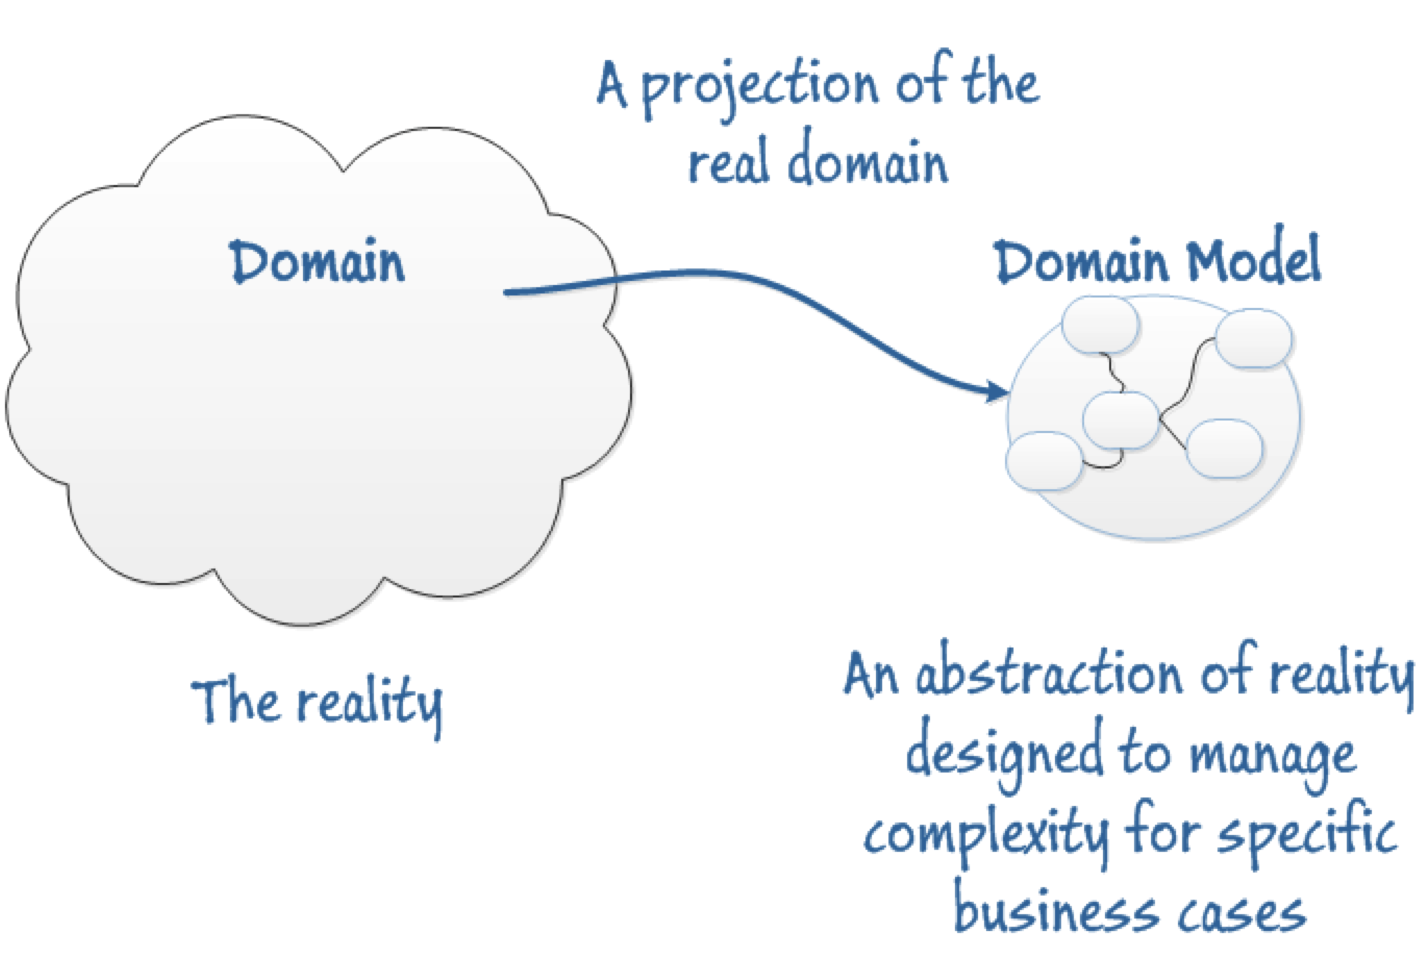 A projection of the
real domain
Domain
Domain Model
The reality
An abstraction of reality
designed to manage
complexity for specific
business cases